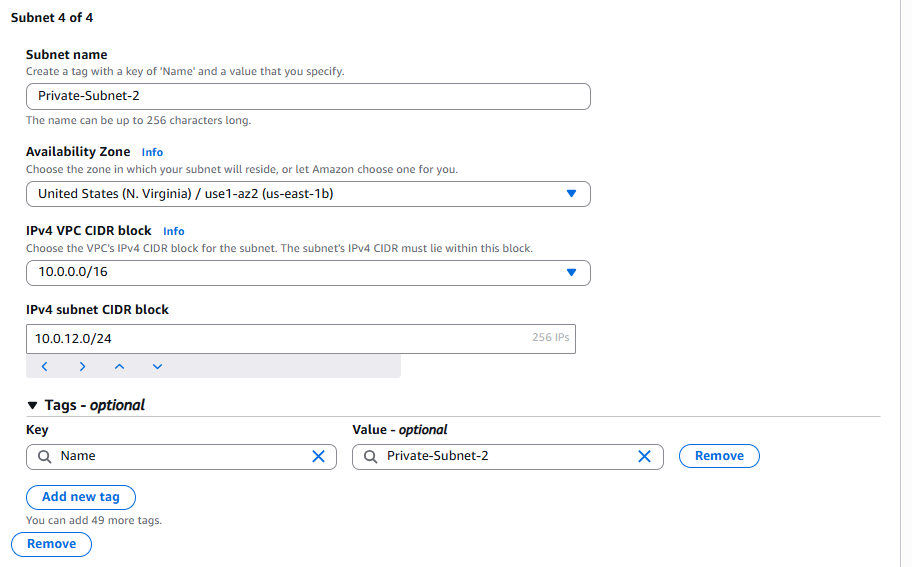 Subnet 4 of 4
Subnet name
Create a tag with a key of 'Name' and a value that you specify.
Private-Subnet-2
The name can be up to 256 characters long.
Availability Zone Info
Choose the zone in which your subnet will reside, or let Amazon choose one for you.
United States (N. Virginia) / use1-az2 (us-east-1b)
IPv4 VPC CIDR block Info
Choose the VPC's IPv4 CIDR block for the subnet. The subnet's IPv4 CIDR must lie within this block.
10.0.0.0/16
IPv4 subnet CIDR block
10.0.12.0/24 256 IPs
Tags - optional
Key Value - optional
Name Private-Subnet-2 Remove
Add new tag
You can add 49 more tags.
Remove